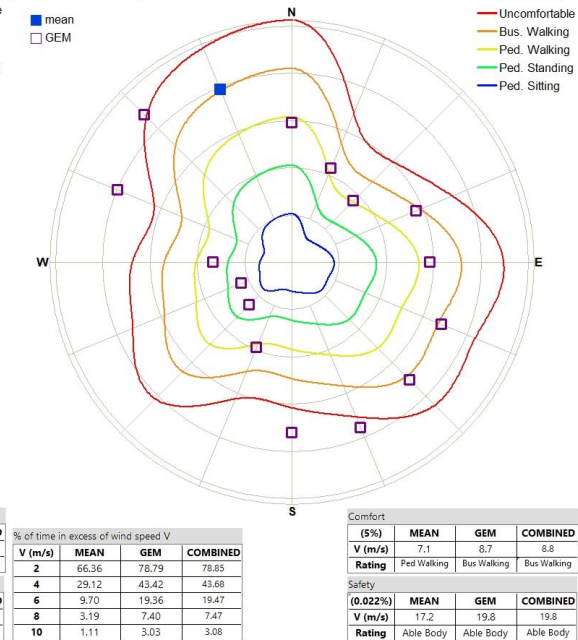 N
mean
GEM
Uncomfortable
Bus. Walking
Ped. Walking
Ped. Standing
Ped. Sitting
W
E
S
% of time in excess of wind speed V
V (m/s) MEAN GEM COMBINED
2 66.36 78.79 78.85
4 29.12 43.42 43.68
6 9.70 19.36 19.47
8 3.19 7.40 7.47
10 1.11 3.03 3.08
Comfort
(5%) MEAN GEM COMBINED
V (m/s) 7.1 8.7 8.8
Rating Ped Walking Bus Walking Bus Walking
Safety
(0.022%) MEAN GEM COMBINED
V (m/s) 17.2 19.8 19.8
Rating Able Body Able Body Able Body